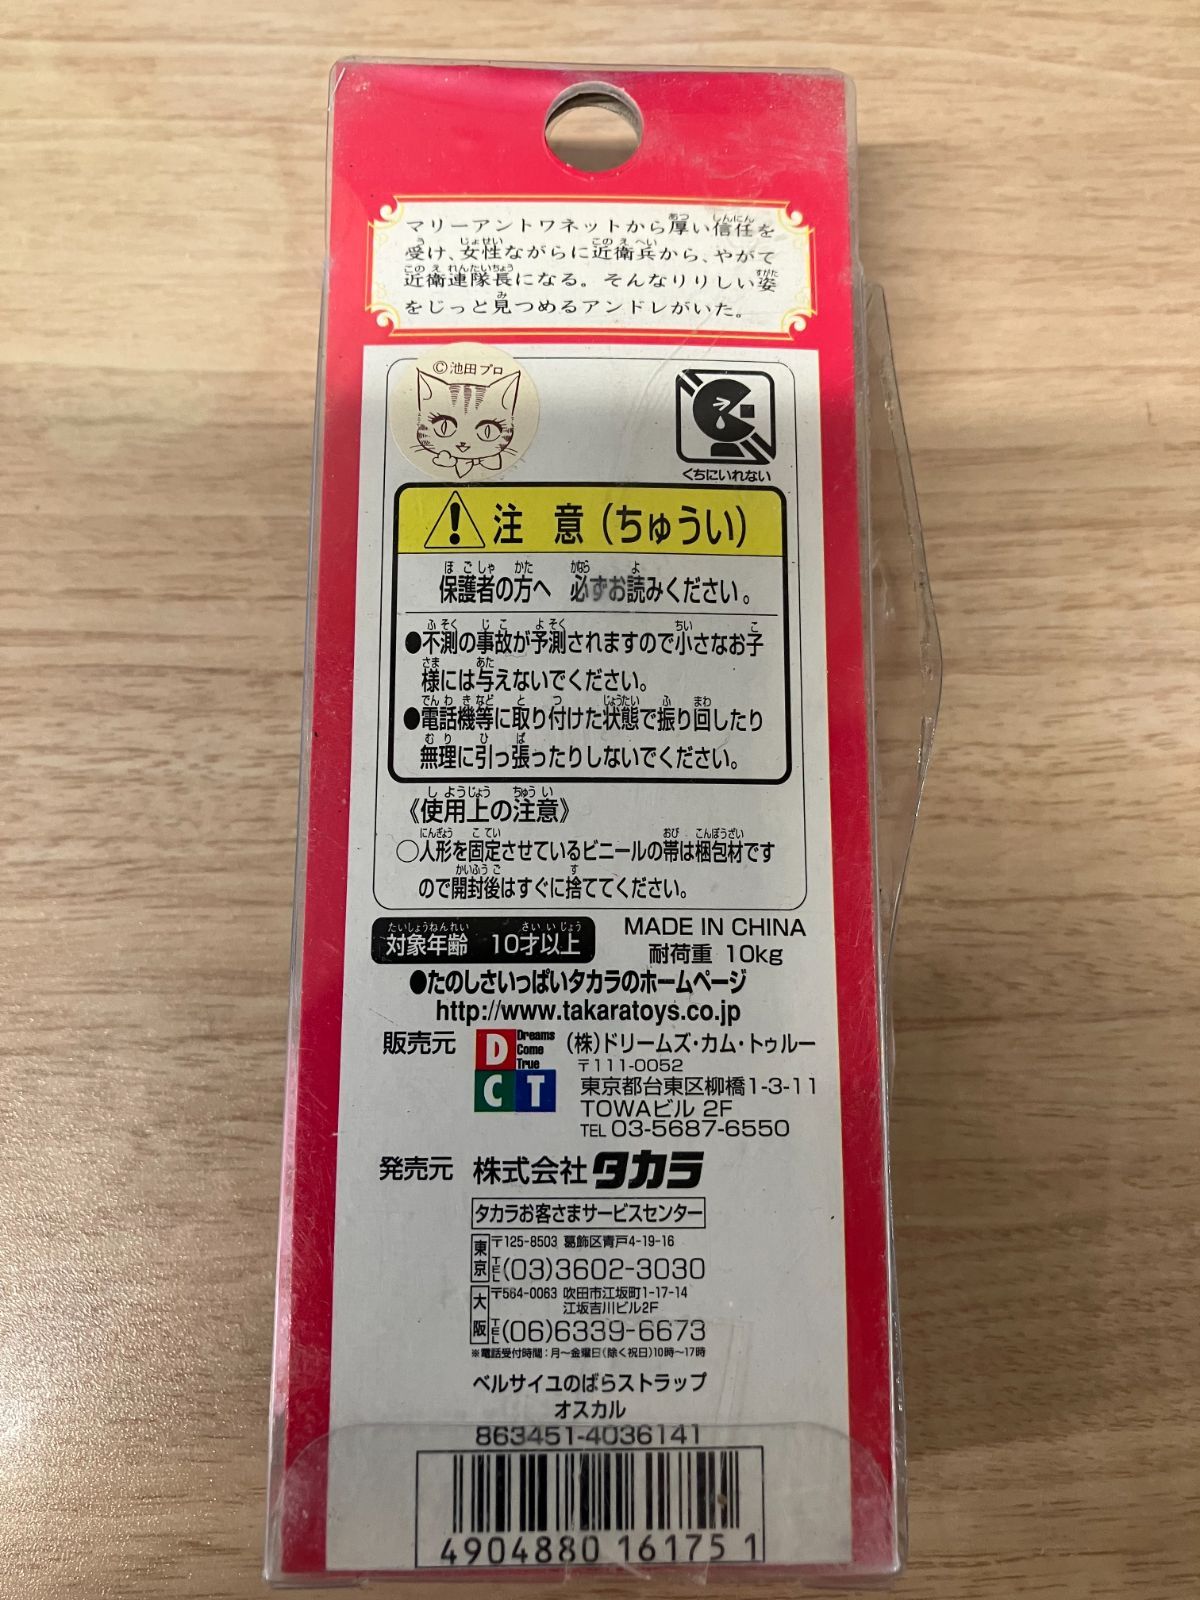 マリーアントワネットから厚い信任を
受け、女性ながらに近衛兵から、やがて
近衛連隊長になる。そんなりりしい姿
をじっと見つめるアンドレがいた。
©池田プロ
くちにいれない
注 意(ちゅうい)
保護者の方へ 必ずお読みください。
●不測の事故が予測されますので小さなお子
様には与えないでください。
●電話機等に取り付けた状態で振り回したり
無理に引っ張ったりしないでください。
《使用上の注意》
○人形を固定させているビニールの帯は梱包材です
ので開封後はすぐに捨ててください。
対象年齢 10才以上
MADE IN CHINA
耐荷重 10kg
●たのしさいっぱいタカラのホームページ
http://www.takaratoys.co.jp
販売元 DCT Dreams Come True (株)ドリームズ・カム・トゥルー
〒111-0052
東京都台東区柳橋1-3-11
TOWAビル 2F
TEL 03-5687-6550
発売元 株式会社タカラ
タカラお客さまサービスセンター
東京 〒125-8503 葛飾区青戸4-19-16
TEL(03)3602-3030
大阪 〒564-0063 吹田市江坂町1-17-14
江坂吉川ビル2F
TEL(06)6339-6673
※電話受付時間:月〜金曜日(除く祝日)10時〜17時
ベルサイユのばらストラップ
オスカル
863451-4036141
4904880 161751